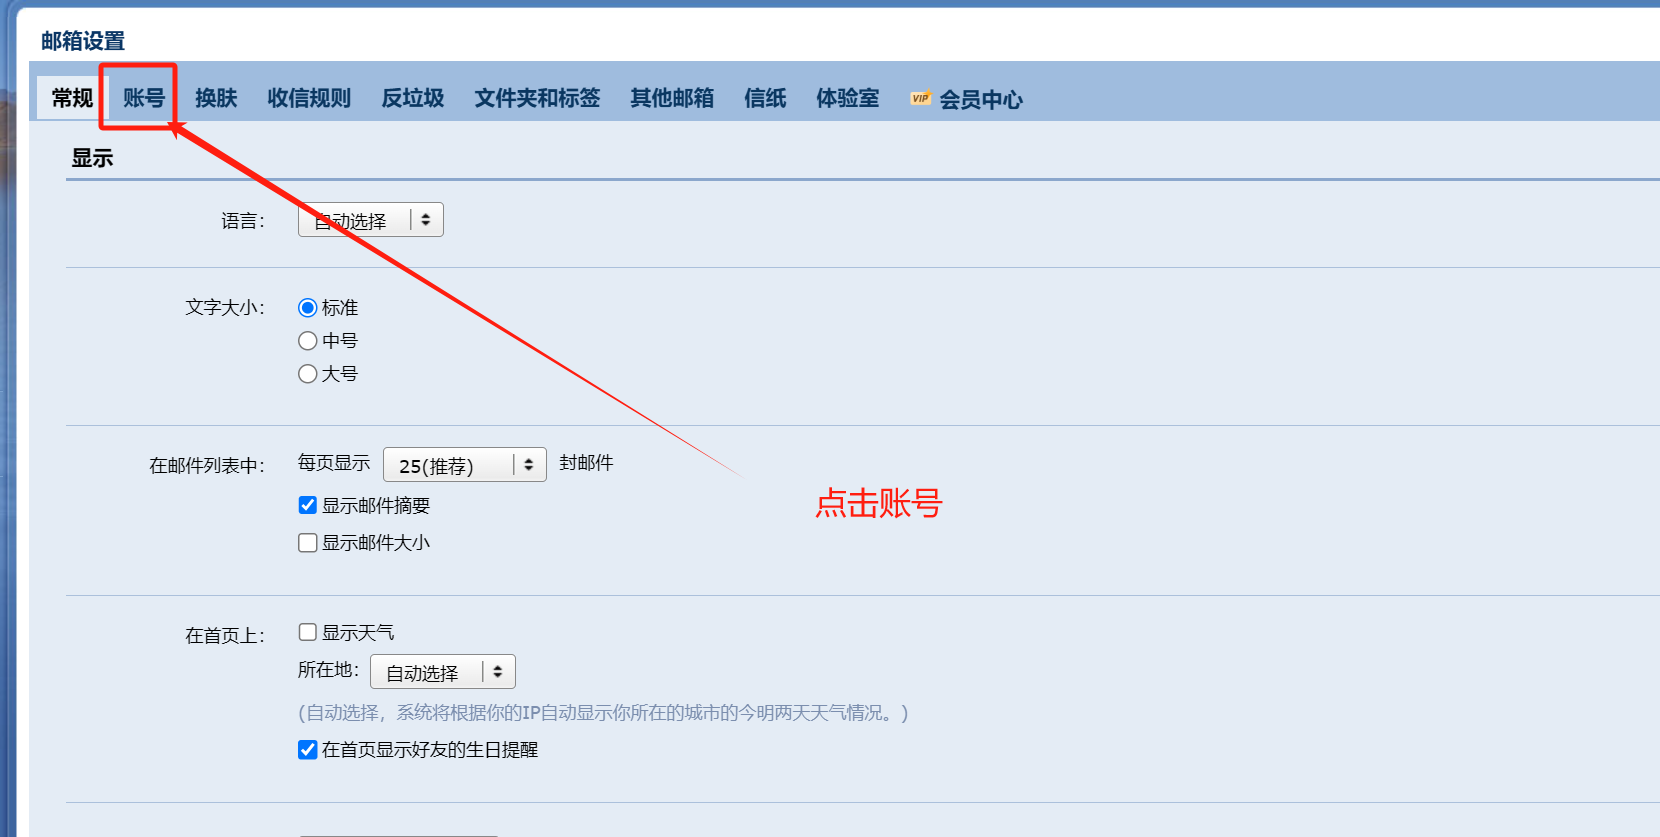 邮箱设置
常规 账号 换肤 收信规则 反垃圾 文件夹和标签 其他邮箱 信纸 体验室 VIP 会员中心
显示
语言： 自动选择
文字大小： 标准
中号
大号
在邮件列表中： 每页显示 25(推荐) 封邮件
点击账号
显示邮件摘要
显示邮件大小
在首页上： 显示天气
所在地： 自动选择
(自动选择，系统将根据你的IP自动显示你所在的城市的今明两天天气情况。)
在首页显示好友的生日提醒